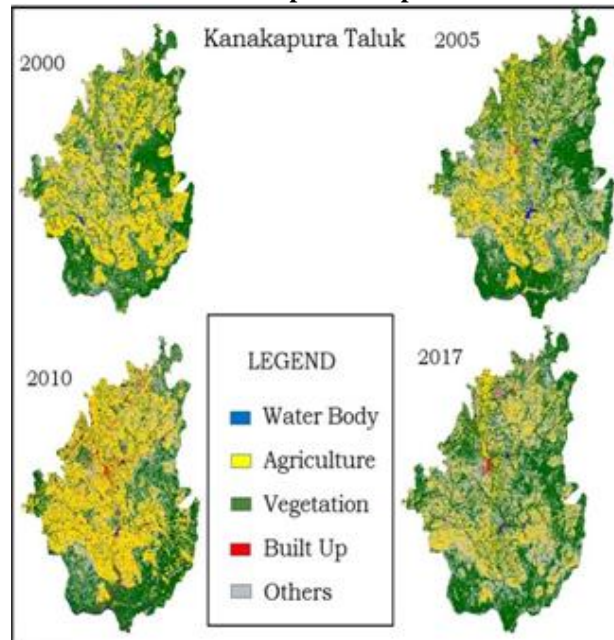 Kanakapura Taluk
2000
2005
2010
2017
LEGEND
Water Body
Agriculture
Vegetation
Built Up
Others